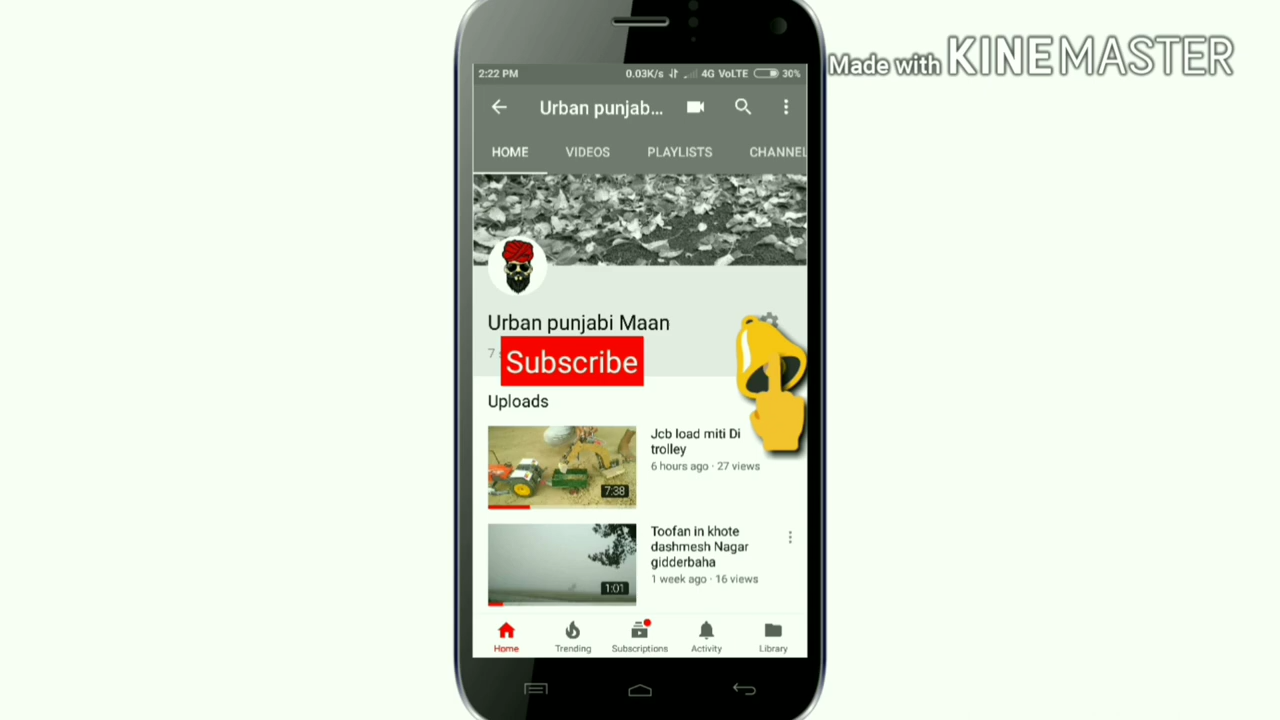 Made with KINEMASTER
2:22 PM 0.03K/s 4G VoLTE 30%
Urban punjab...
HOME VIDEOS PLAYLISTS CHANNEL
Urban punjabi Maan
7
Subscribe
Uploads
Jcb load miti Di
trolley
6 hours ago · 27 views
7:38
Toofan in khote
dashmesh Nagar
gidderbaha
1 week ago · 16 views
1:01
Home Trending Subscriptions Activity Library